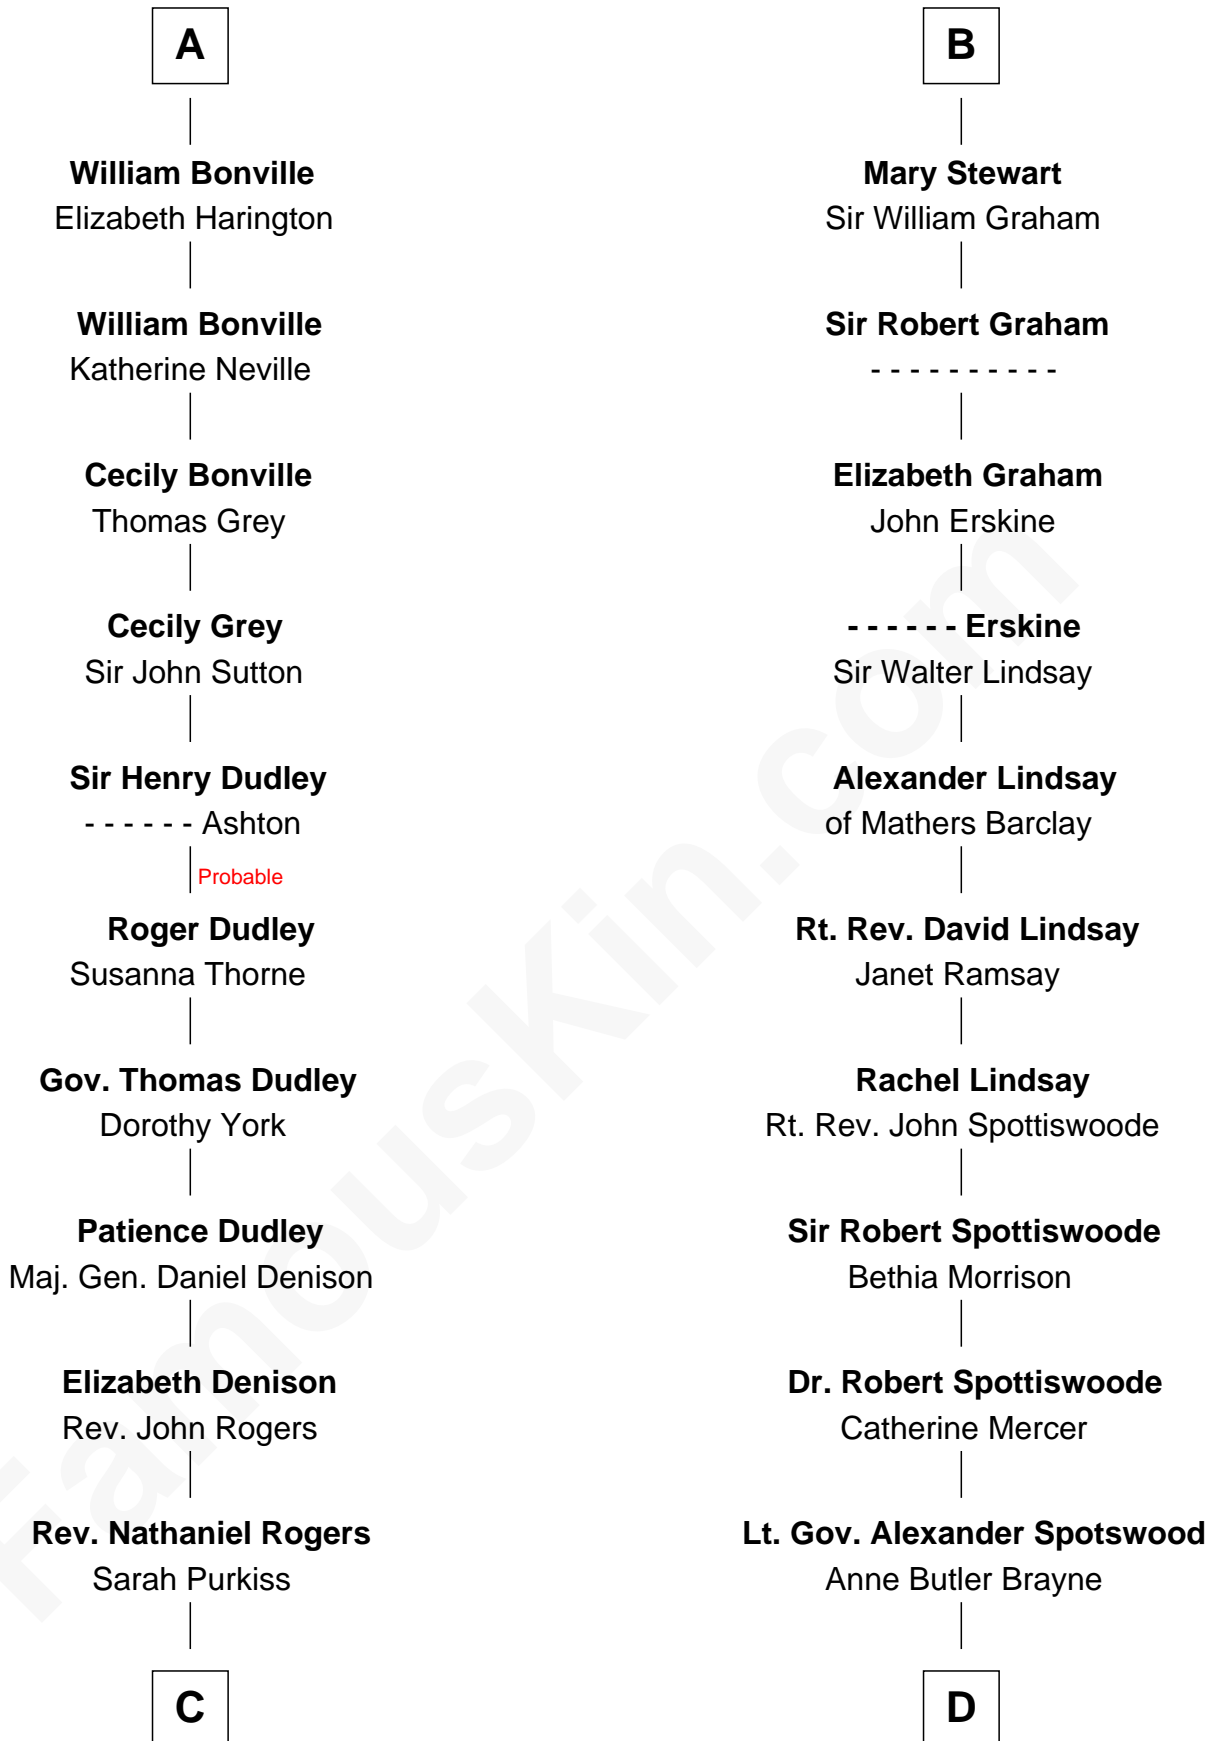 A
William Bonville
Elizabeth Harington
William Bonville
Katherine Neville
Cecily Bonville
Thomas Grey
Cecily Grey
Sir John Sutton
Sir Henry Dudley
- - - - - - Ashton
Probable
Roger Dudley
Susanna Thorne
Gov. Thomas Dudley
Dorothy York
Patience Dudley
Maj. Gen. Daniel Denison
Elizabeth Denison
Rev. John Rogers
Rev. Nathaniel Rogers
Sarah Purkiss
C
B
Mary Stewart
Sir William Graham
Sir Robert Graham
- - - - - - - - - -
Elizabeth Graham
John Erskine
- - - - - - Erskine
Sir Walter Lindsay
Alexander Lindsay
of Mathers Barclay
Rt. Rev. David Lindsay
Janet Ramsay
Rachel Lindsay
Rt. Rev. John Spottiswoode
Sir Robert Spottiswoode
Bethia Morrison
Dr. Robert Spottiswoode
Catherine Mercer
Lt. Gov. Alexander Spotswood
Anne Butler Brayne
D
FamousKin.com